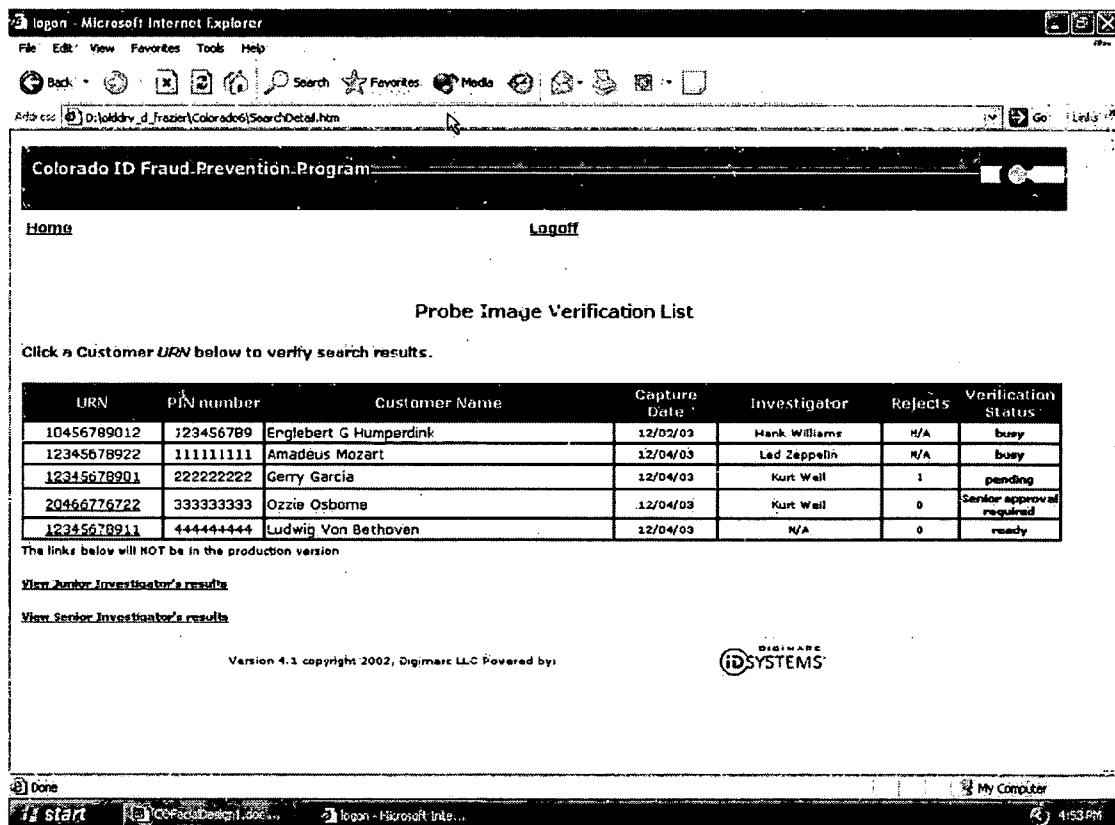 logon - Microsoft Internet Explorer
File Edit View Favorites Tools Help
Back Search Favorites Media
Address D:\olddrv_d_frazier\Colorado6\SearchDetail.htm Go Links
Colorado ID Fraud Prevention Program
Home Logoff
Probe Image Verification List
Click a Customer URN below to verify search results.
URN PIN number Customer Name Capture Date Investigator Rejects Verification Status
10456789012 123456789 Englebert G Humperdink 12/02/03 Hank Williams N/A busy
12345678922 111111111 Amadeus Mozart 12/04/03 Led Zeppelin N/A busy
12345678901 222222222 Gerry Garcia 12/04/03 Kurt Weil 1 pending
20466776722 333333333 Ozzie Osborne 12/04/03 Kurt Weil 0 Senior approval required
12345678911 444444444 Ludwig Von Bethoven 12/04/03 N/A 0 ready
The links below will NOT be in the production version
View Junior Investigator's results
View Senior Investigator's results
Version 4.1 copyright 2002, Digimarc LLC Powered by:
DIGIMARC
iDSYSTEMS
Done My Computer
start COFacialDesign1.doc... logon - Microsoft Inte... 4:53 PM